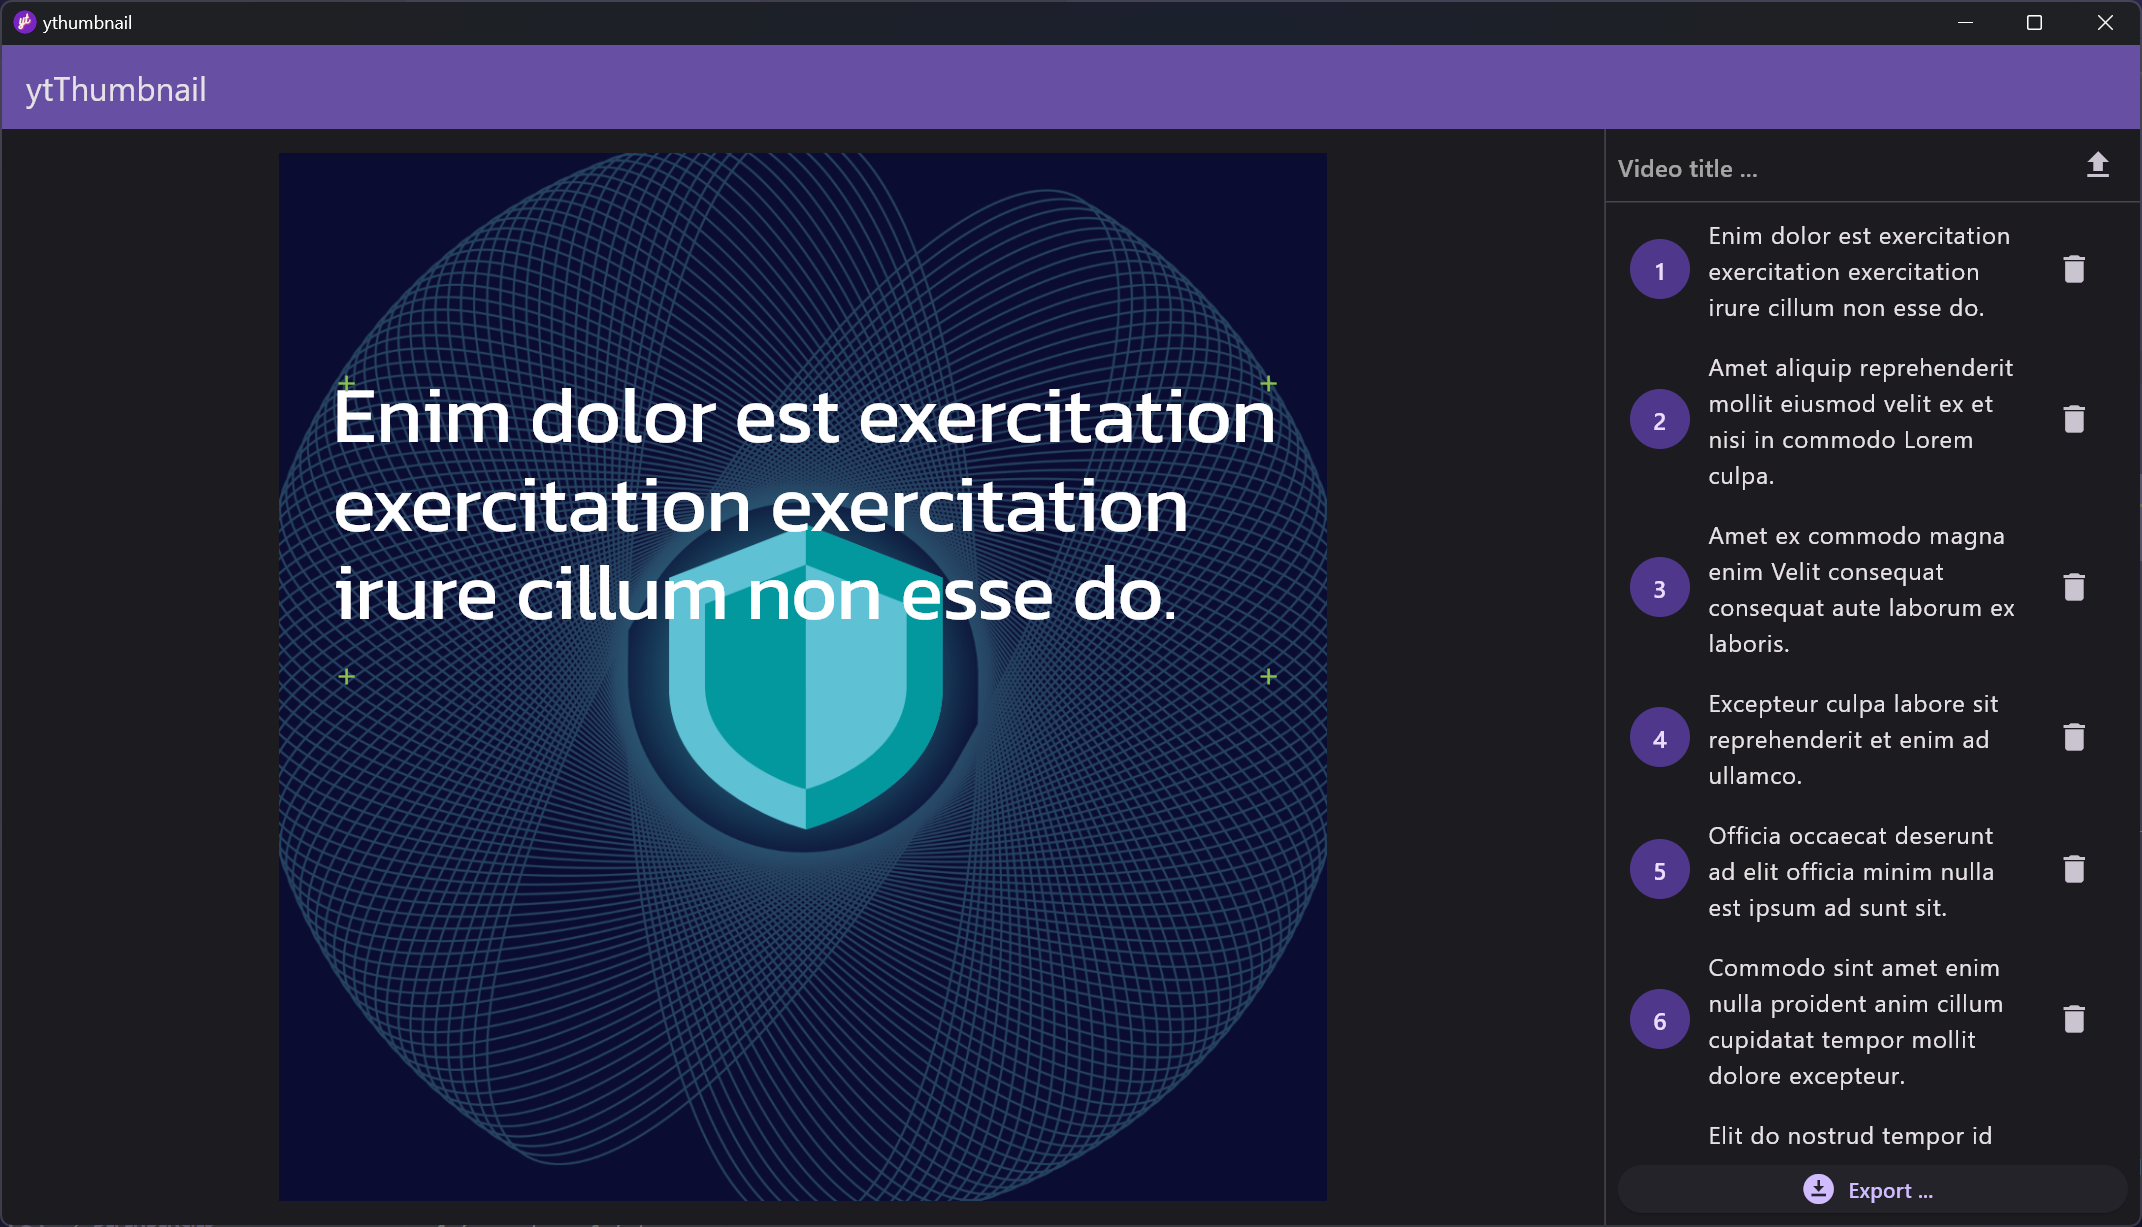 yt ythumbnail
ytThumbnail
Enim dolor est exercitation
exercitation exercitation
irure cillum non esse do.
Video title ...
1
Enim dolor est exercitation
exercitation exercitation
irure cillum non esse do.
2
Amet aliquip reprehenderit
mollit eiusmod velit ex et
nisi in commodo Lorem
culpa.
3
Amet ex commodo magna
enim Velit consequat
consequat aute laborum ex
laboris.
4
Excepteur culpa labore sit
reprehenderit et enim ad
ullamco.
5
Officia occaecat deserunt
ad elit officia minim nulla
est ipsum ad sunt sit.
6
Commodo sint amet enim
nulla proident anim cillum
cupidatat tempor mollit
dolore excepteur.
Elit do nostrud tempor id
Export ...